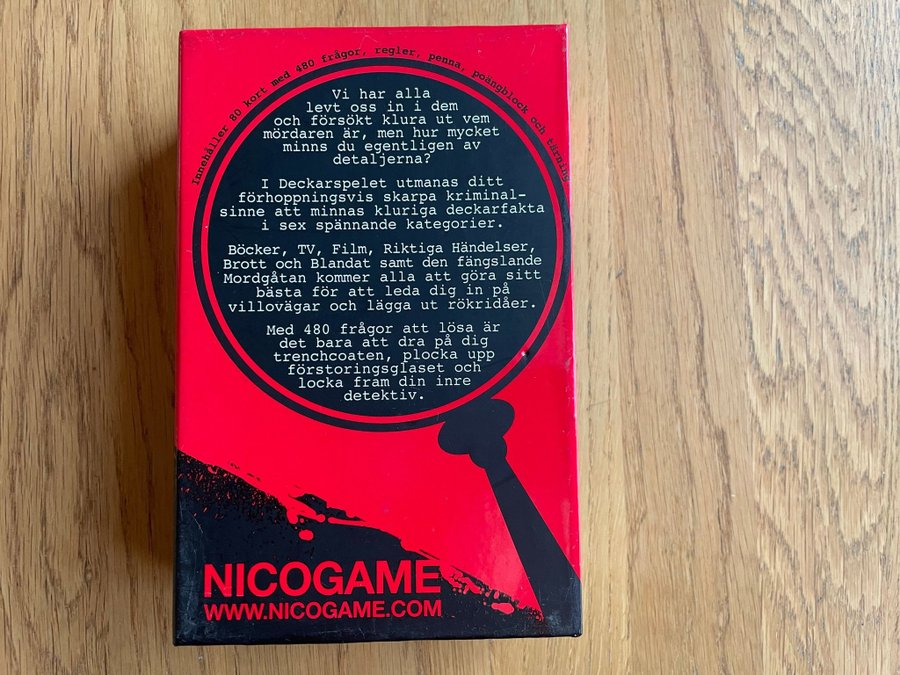 Innehåller 80 kort med 480 frågor, regler, penna, poängblock och tärning
Vi har alla
levt oss in i dem
och försökt klura ut vem
mördaren är, men hur mycket
minns du egentligen av
detaljerna?
I Deckarspelet utmanas ditt
förhoppningsvis skarpa kriminal-
sinne att minnas kluriga deckarfakta
i sex spännande kategorier.
Böcker, TV, Film, Riktiga Händelser,
Brott och Blandat samt den fängslande
Mordgåtan kommer alla att göra sitt
bästa för att leda dig in på
villovägar och lägga ut rökridåer.
Med 480 frågor att lösa är
det bara att dra på dig
trenchcoaten, plocka upp
förstoringsglaset och
locka fram din inre
detektiv.
NICOGAME
WWW.NICOGAME.COM